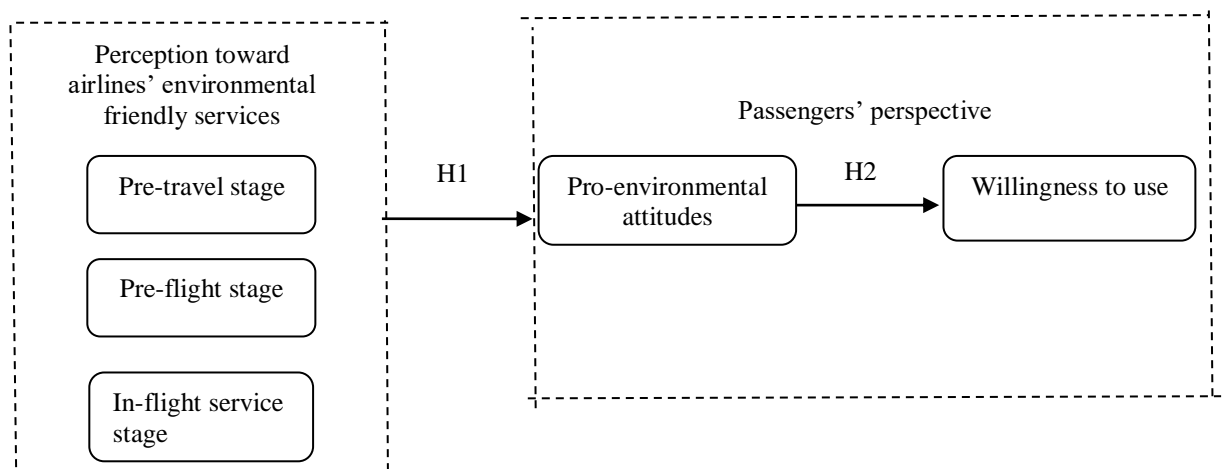 Perception toward
airlines’ environmental
friendly services
Pre-travel stage
Pre-flight stage
In-flight service
stage
H1
Passengers’ perspective
Pro-environmental
attitudes
H2
Willingness to use